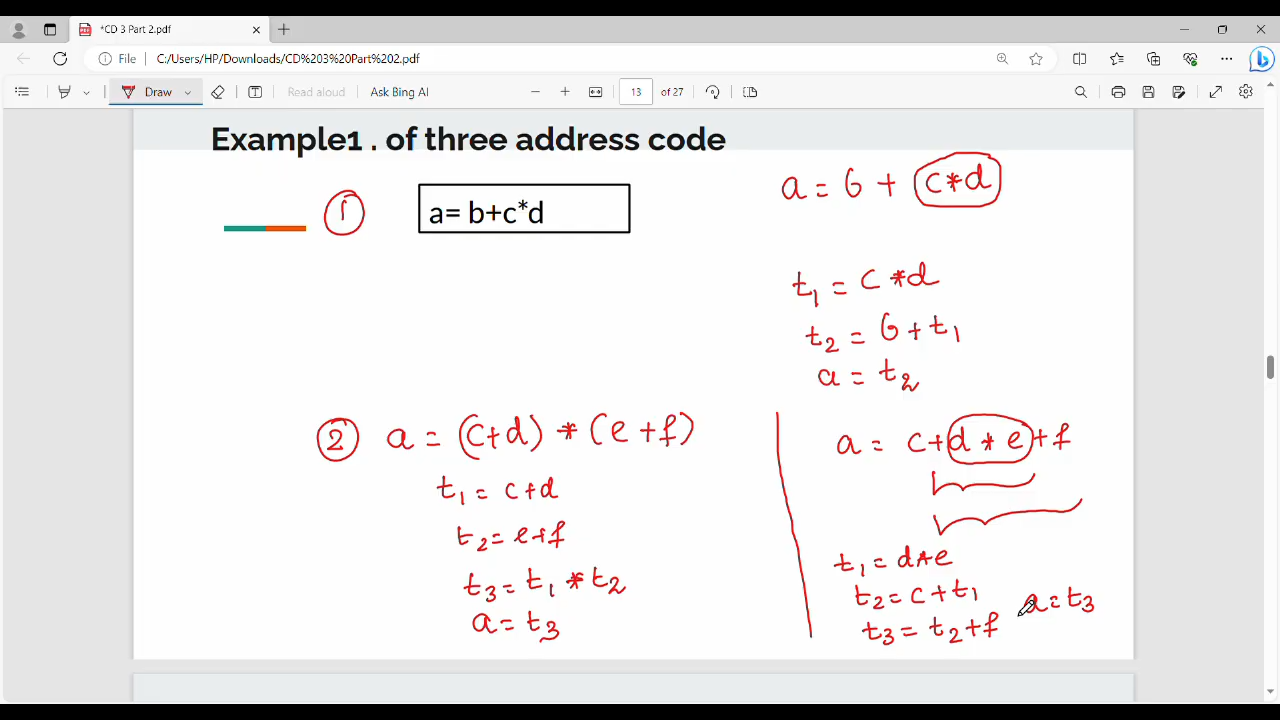 *CD 3 Part 2.pdf
File C:/Users/HP/Downloads/CD%203%20Part%202.pdf
Draw Read aloud Ask Bing AI 13 of 27
Example1 . of three address code
1 a= b+c*d
a = b + c*d
t1 = c*d
t2 = b + t1
a = t2
2 a = (c+d) * (e+f)
t1 = c+d
t2 = e+f
t3 = t1 * t2
a = t3
a = c+d * e+f
t1 = d*e
t2 = c+t1
t3 = t2+f
a = t3